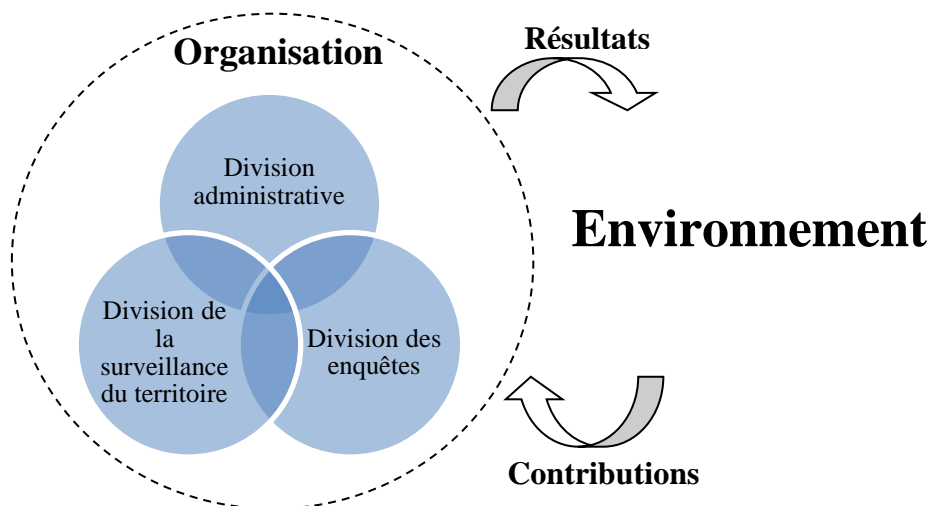 Organisation
Résultats
Division
administrative
Environnement
Division de
la
surveillance
du territoire
Division des
enquêtes
Contributions